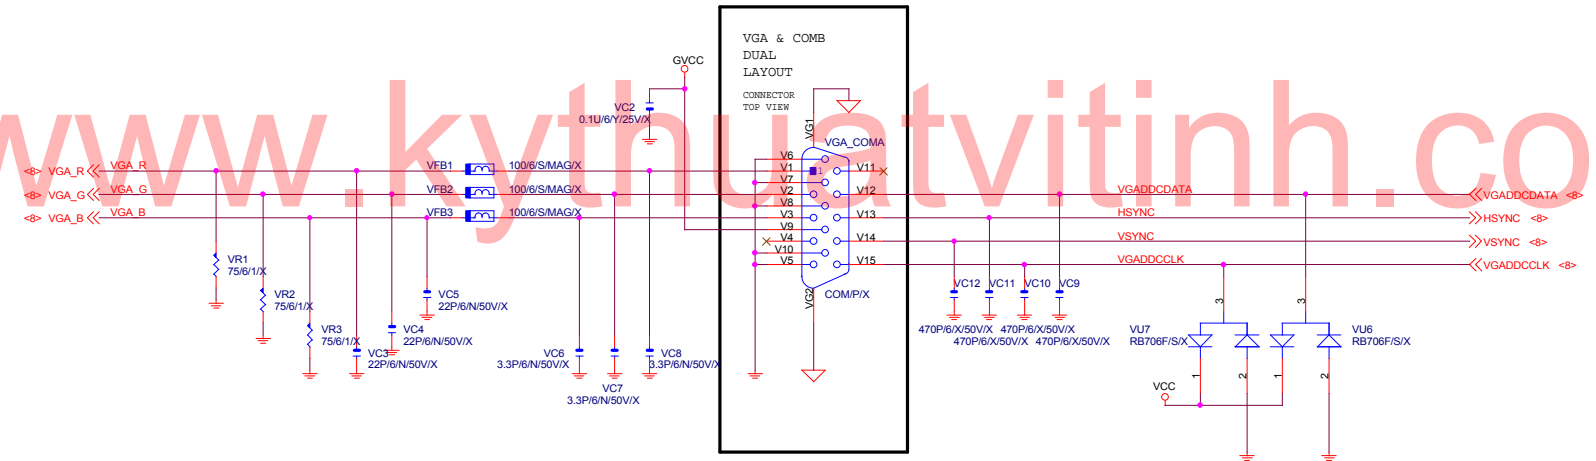 www.kythuatvitinh.co
VGA & COMB
DUAL
LAYOUT
CONNECTOR
TOP VIEW
GVCC
VC2
0.1U/6/Y/25V/X
VG1
VGA_COMA
<8> VGA_R
VGA_R
VFB1
100/6/S/MAG/X
<8> VGA_G
VGA_G
VFB2
100/6/S/MAG/X
<8> VGA_B
VGA_B
VFB3
100/6/S/MAG/X
V6
V1
V7
V2
V8
V3
V9
V4
V10
V5
1
V11
V12
V13
V14
V15
VG2
COM/P/X
VGADDCDATA
VGADDCDATA <8>
HSYNC
HSYNC <8>
VSYNC
VSYNC <8>
VGADDCCLK
VGADDCCLK <8>
VR1
75/6/1/X
VR2
75/6/1/X
VR3
75/6/1/X
VC5
22P/6/N/50V/X
VC4
22P/6/N/50V/X
VC3
22P/6/N/50V/X
VC6
3.3P/6/N/50V/X
VC7
3.3P/6/N/50V/X
VC8
3.3P/6/N/50V/X
VC12
VC11
VC10
VC9
470P/6/X/50V/X
470P/6/X/50V/X
470P/6/X/50V/X
470P/6/X/50V/X
VU7
RB706F/S/X
VU6
RB706F/S/X
3
3
1
2
1
2
VCC